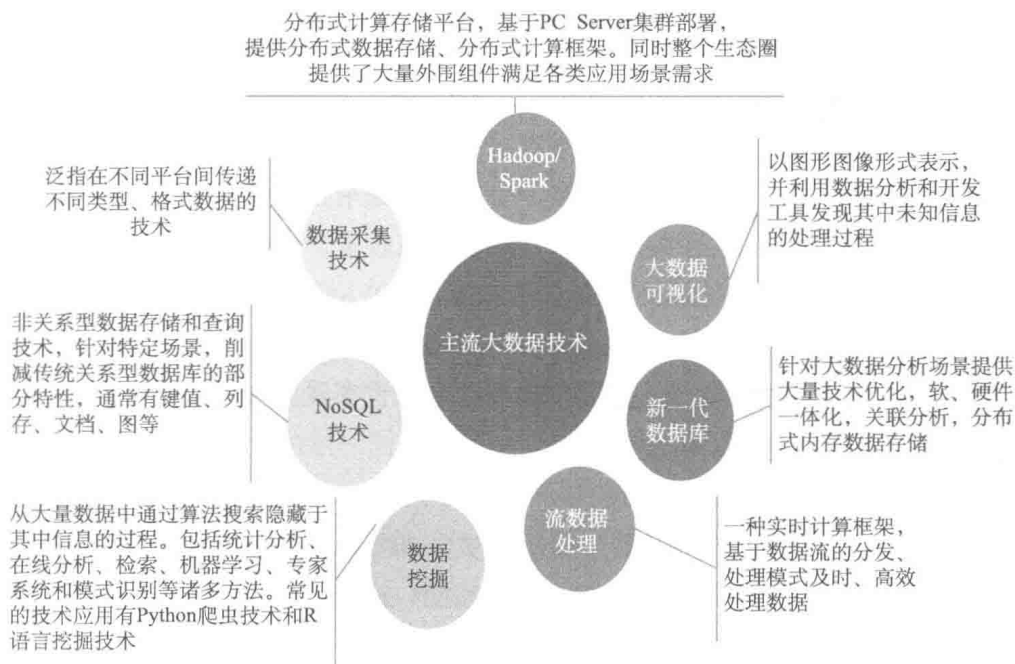 分布式计算存储平台，基于PC Server集群部署，
提供分布式数据存储、分布式计算框架。同时整个生态圈
提供了大量外围组件满足各类应用场景需求
Hadoop/
Spark
泛指在不同平台间传递
不同类型、格式数据的
技术
数据采集
技术
以图形图像形式表示，
并利用数据分析和开发
工具发现其中未知信息
的处理过程
大数据
可视化
主流大数据技术
非关系型数据存储和查询
技术，针对特定场景，削
减传统关系型数据库的部
分特性，通常有键值、列
存、文档、图等
NoSQL
技术
针对大数据分析场景提供
大量技术优化，软、硬件
一体化，关联分析，分布
式内存数据存储
新一代
数据库
从大量数据中通过算法搜索隐藏于
其中信息的过程。包括统计分析、
在线分析、检索、机器学习、专家
系统和模式识别等诸多方法。常见
的技术应用有Python爬虫技术和R
语言挖掘技术
数据
挖掘
流数据
处理
一种实时计算框架，
基于数据流的分发、
处理模式及时、高效
处理数据